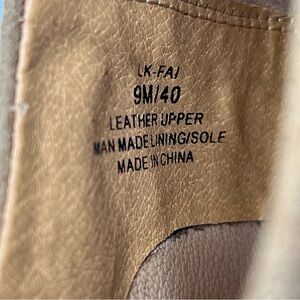 LK-FAI
9M/40
LEATHER UPPER
MAN MADE LINING/SOLE
MADE IN CHINA